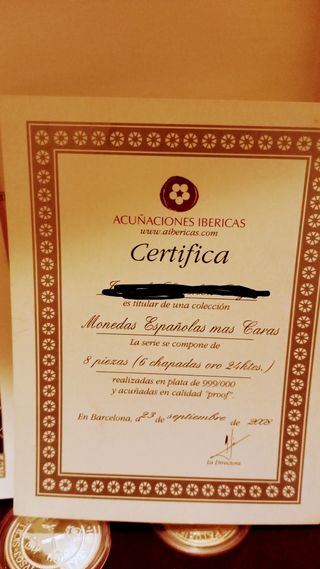 ACUÑACIONES IBERICAS
www.aibericas.com
Certifica
es titular de una colección
Monedas Españolas mas Caras
La serie se compone de
8 piezas (6 chapadas oro 24ktes.)
realizadas en plata de 999/000
y acuñadas en calidad "proof".
En Barcelona, a 23 de septiembre de 2008
La Directora